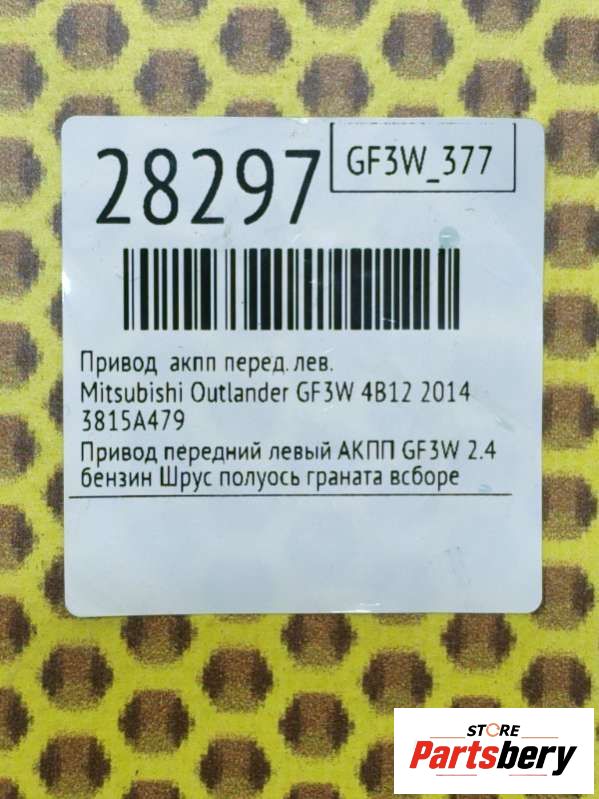 28297
GF3W_377
Привод акпп перед. лев.
Mitsubishi Outlander GF3W 4B12 2014
3815A479
Привод передний левый АКПП GF3W 2.4
бензин Шрус полуось граната всборе
STORE
Partsbery